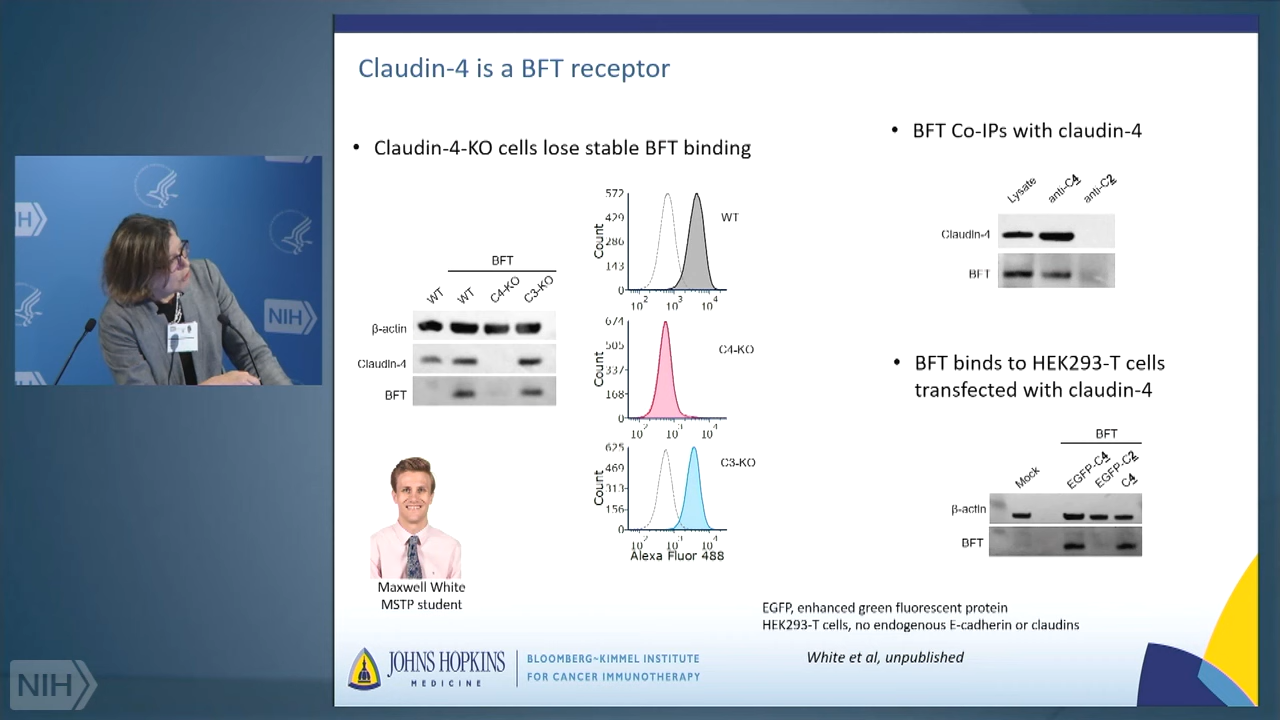 Claudin-4 is a BFT receptor
• Claudin-4-KO cells lose stable BFT binding
BFT
WT
WT
C4-KO
C3-KO
β-actin
Claudin-4
BFT
572
429
286
143
0
Count
10² 10³ 10⁴
WT
674
505
337
168
0
Count
10² 10³ 10⁴
C4-KO
625
469
313
156
0
Count
10² 10³ 10⁴
C3-KO
Alexa Fluor 488
Maxwell White
MSTP student
• BFT Co-IPs with claudin-4
Lysate
anti-C4
anti-C2
Claudin-4
BFT
• BFT binds to HEK293-T cells
transfected with claudin-4
BFT
Mock
EGFP-C4
EGFP-C2
C4
β-actin
BFT
EGFP, enhanced green fluorescent protein
HEK293-T cells, no endogenous E-cadherin or claudins
White et al, unpublished
JOHNS HOPKINS
MEDICINE
BLOOMBERG~KIMMEL INSTITUTE
FOR CANCER IMMUNOTHERAPY
NIH
NIH